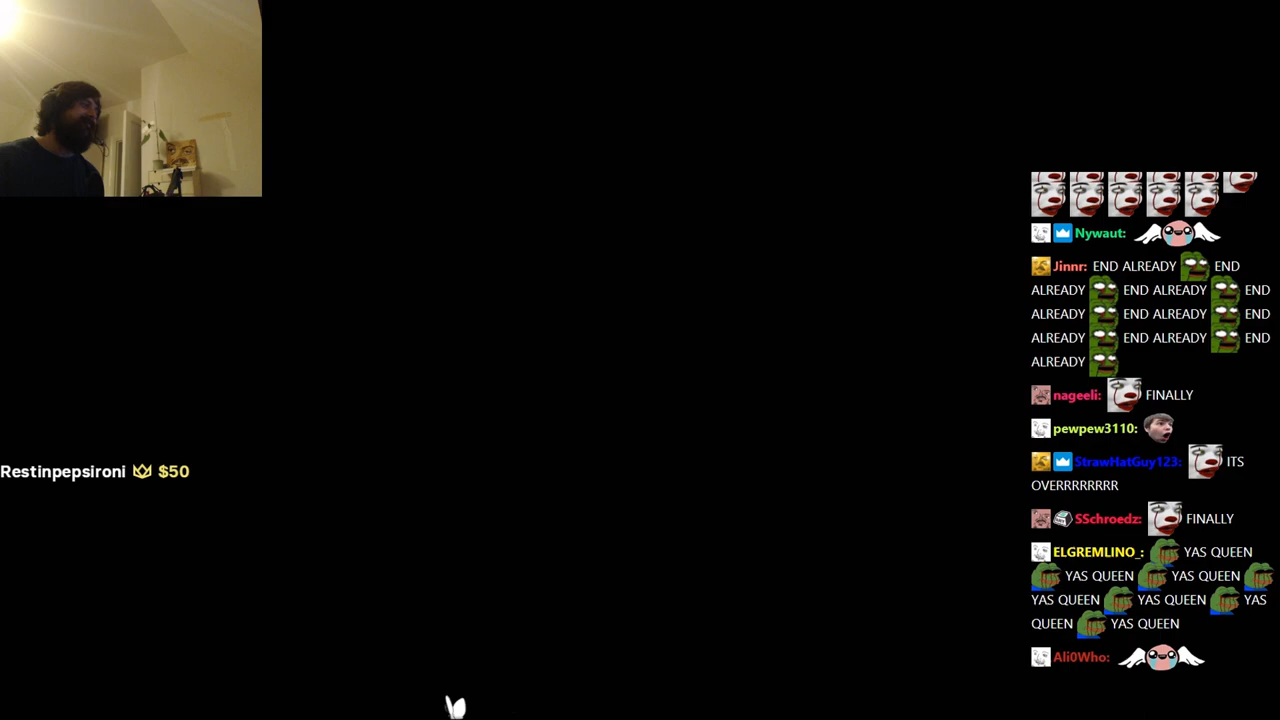 Nywaut:
Jinnr: END ALREADY END
ALREADY END ALREADY END
ALREADY END ALREADY END
ALREADY END ALREADY END
ALREADY
nageeli: FINALLY
pewpew3110:
Restinpepsironi $50
StrawHatGuy123: ITS
OVERRRRRRRR
SSchroedz: FINALLY
ELGREMLINO_: YAS QUEEN
YAS QUEEN YAS QUEEN
YAS QUEEN YAS QUEEN YAS
QUEEN YAS QUEEN
Ali0Who: